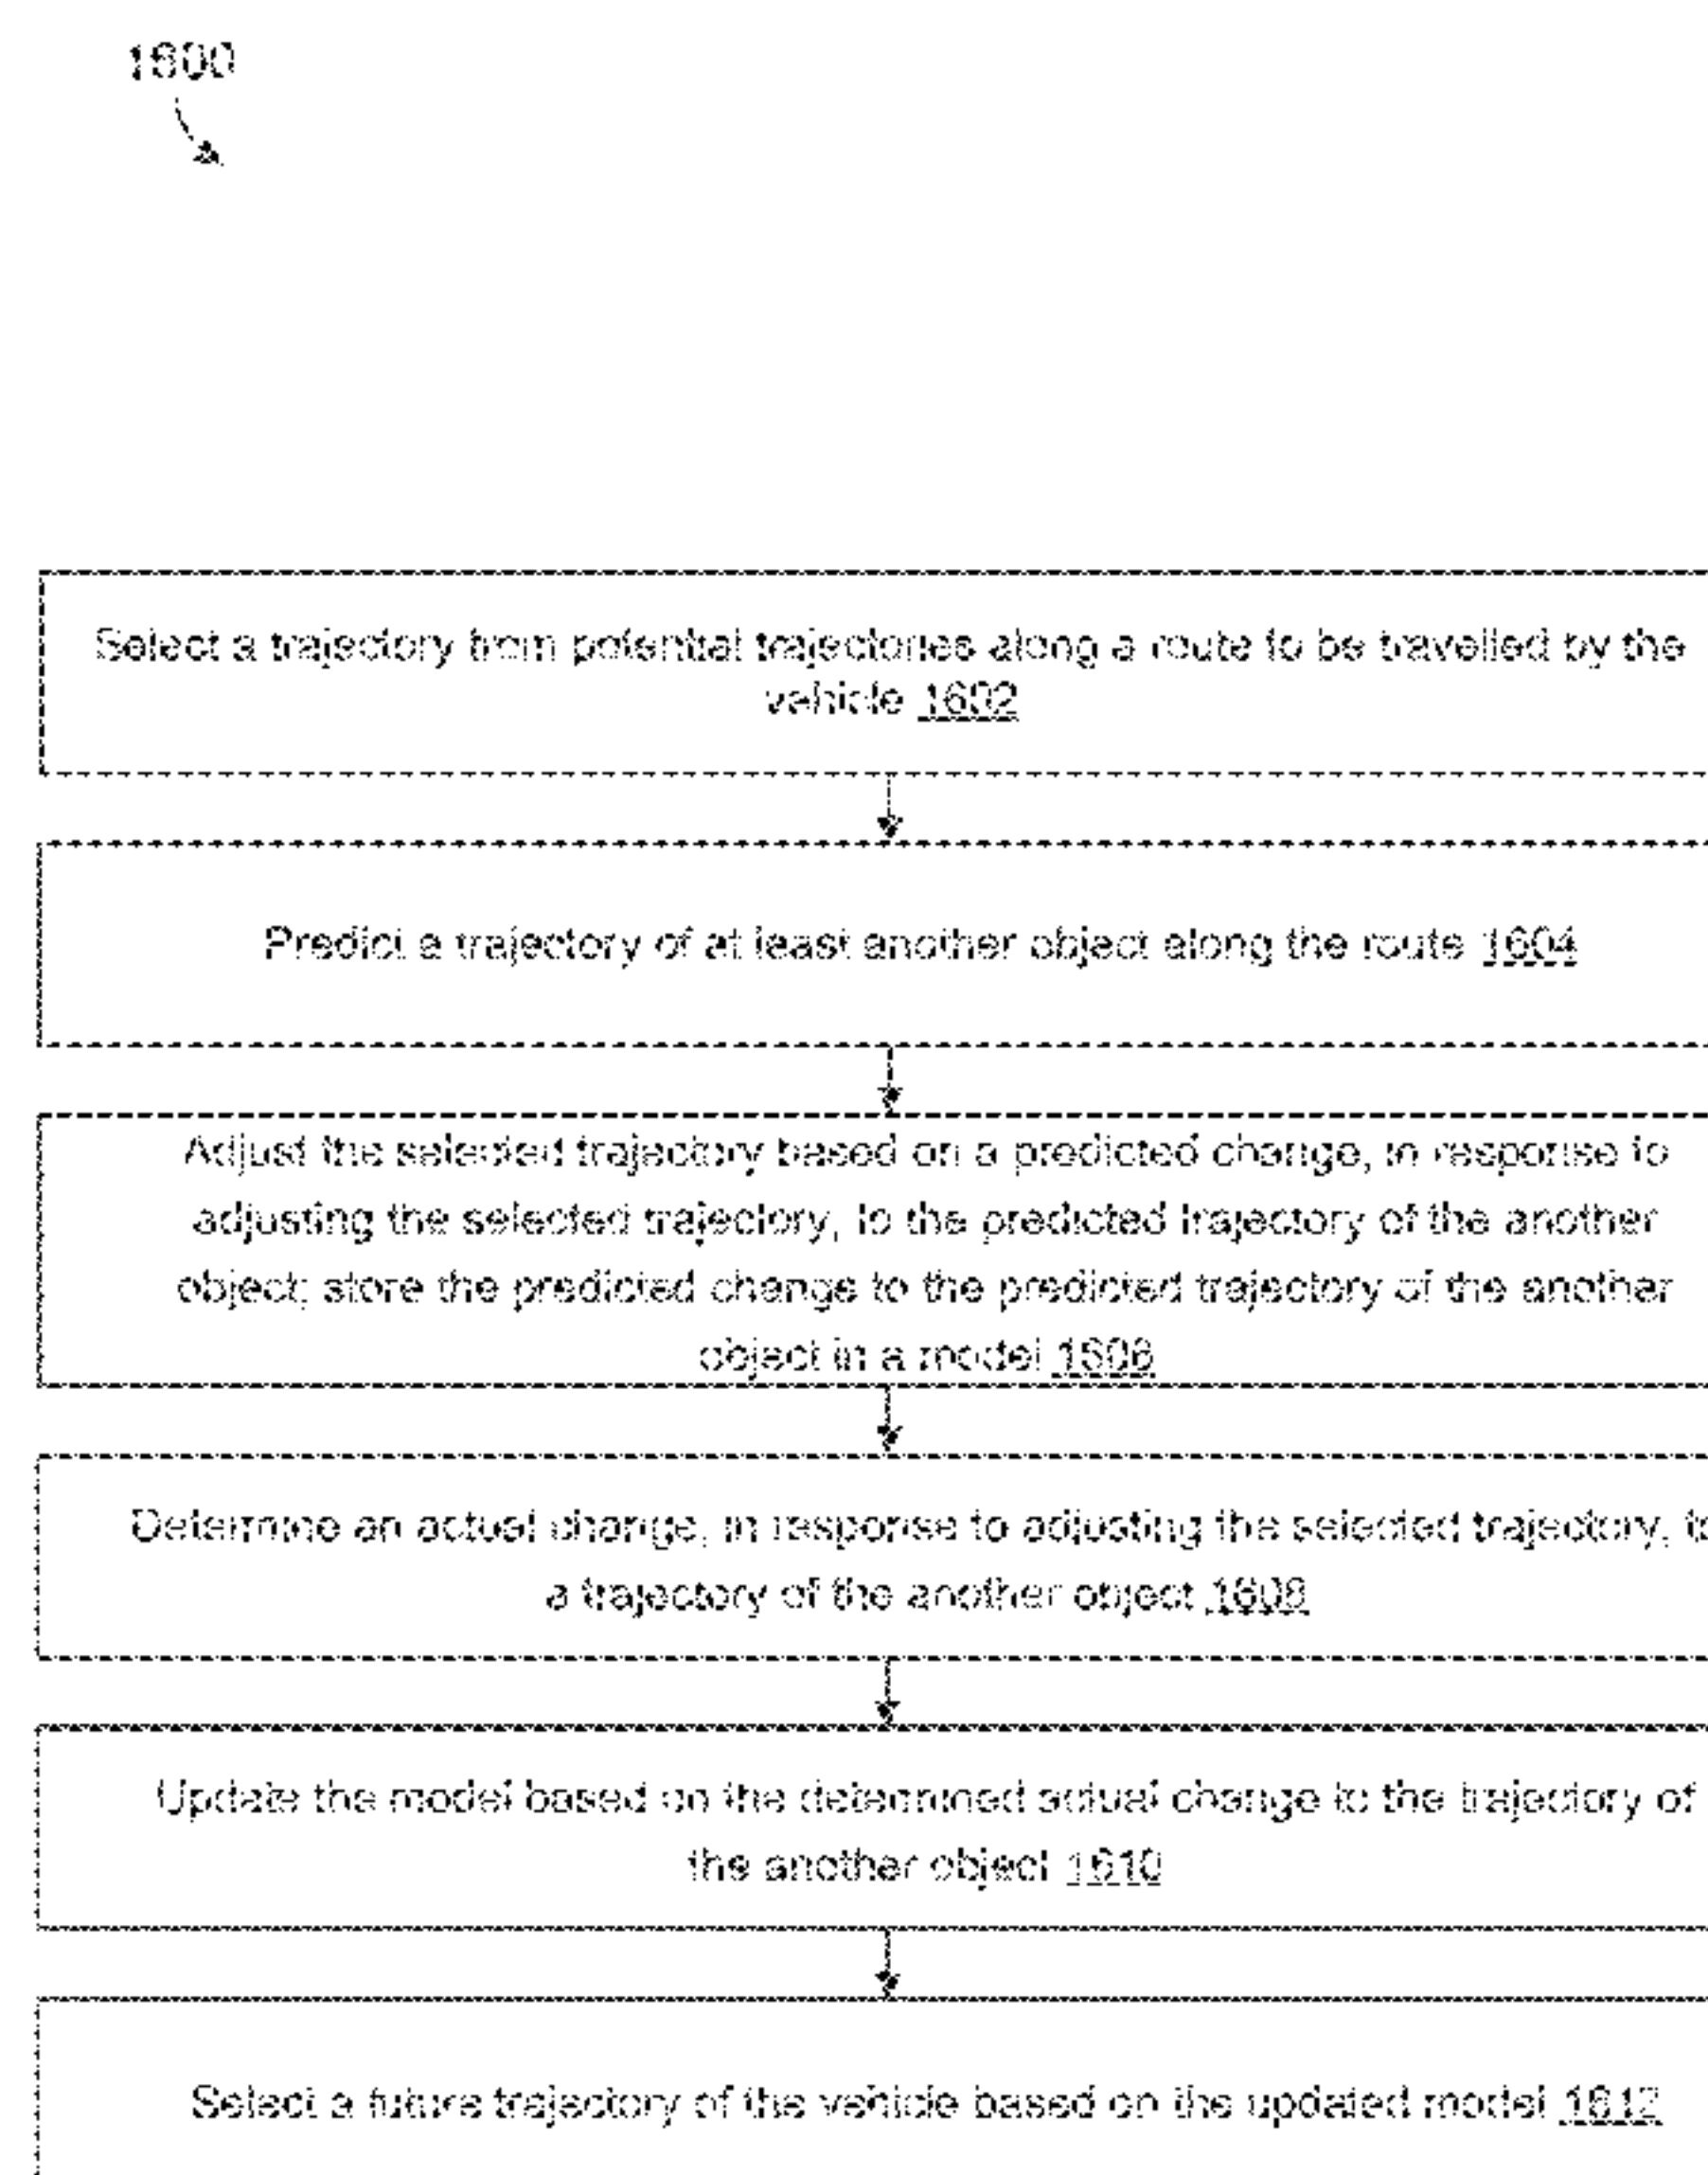 1600
Select a trajectory from potential trajectories along a route to be travelled by the
vehicle 1602
Predict a trajectory of at least another object along the route 1604
Adjust the selected trajectory based on a predicted change, in response to
adjusting the selected trajectory, to the predicted trajectory of the another
object; store the predicted change to the predicted trajectory of the another
object in a model 1606
Determine an actual change, in response to adjusting the selected trajectory, to
a trajectory of the another object 1608
Update the model based on the determined actual change to the trajectory of
the another object 1610
Select a future trajectory of the vehicle based on the updated model 1612